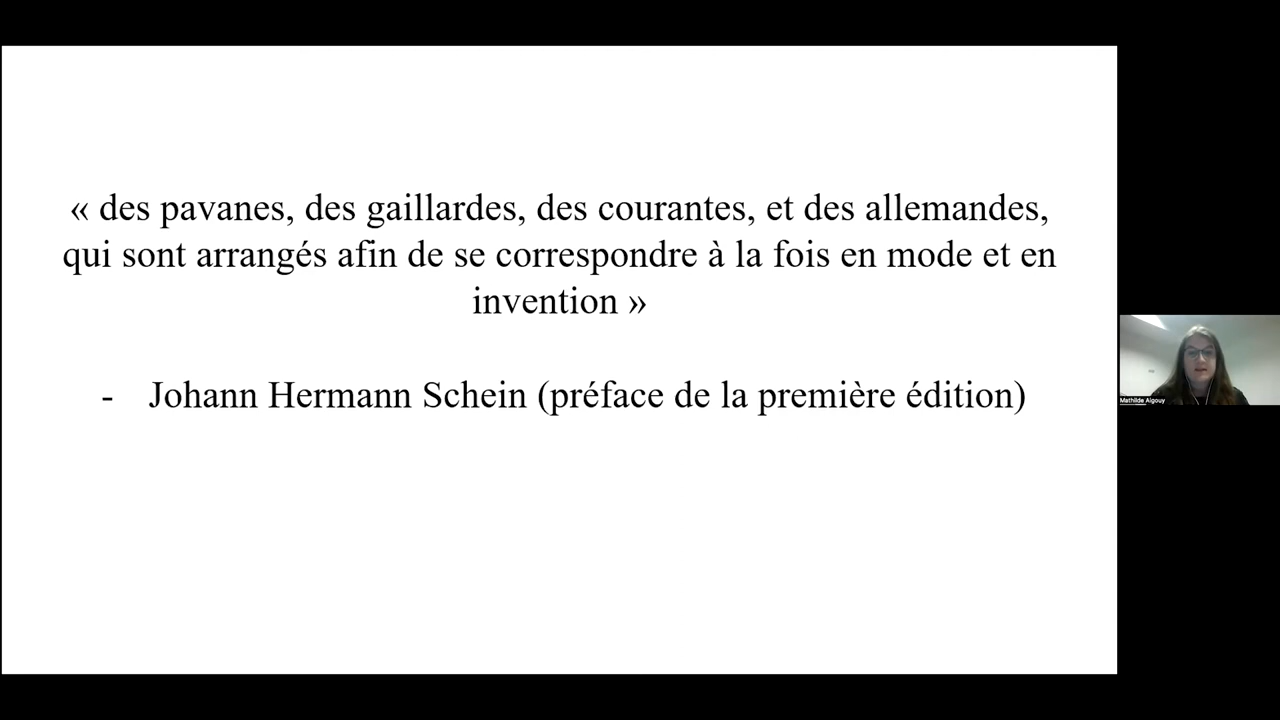 « des pavanes, des gaillardes, des courantes, et des allemandes,
qui sont arrangés afin de se correspondre à la fois en mode et en
invention »
- Johann Hermann Schein (préface de la première édition)
Mathilde Algouy